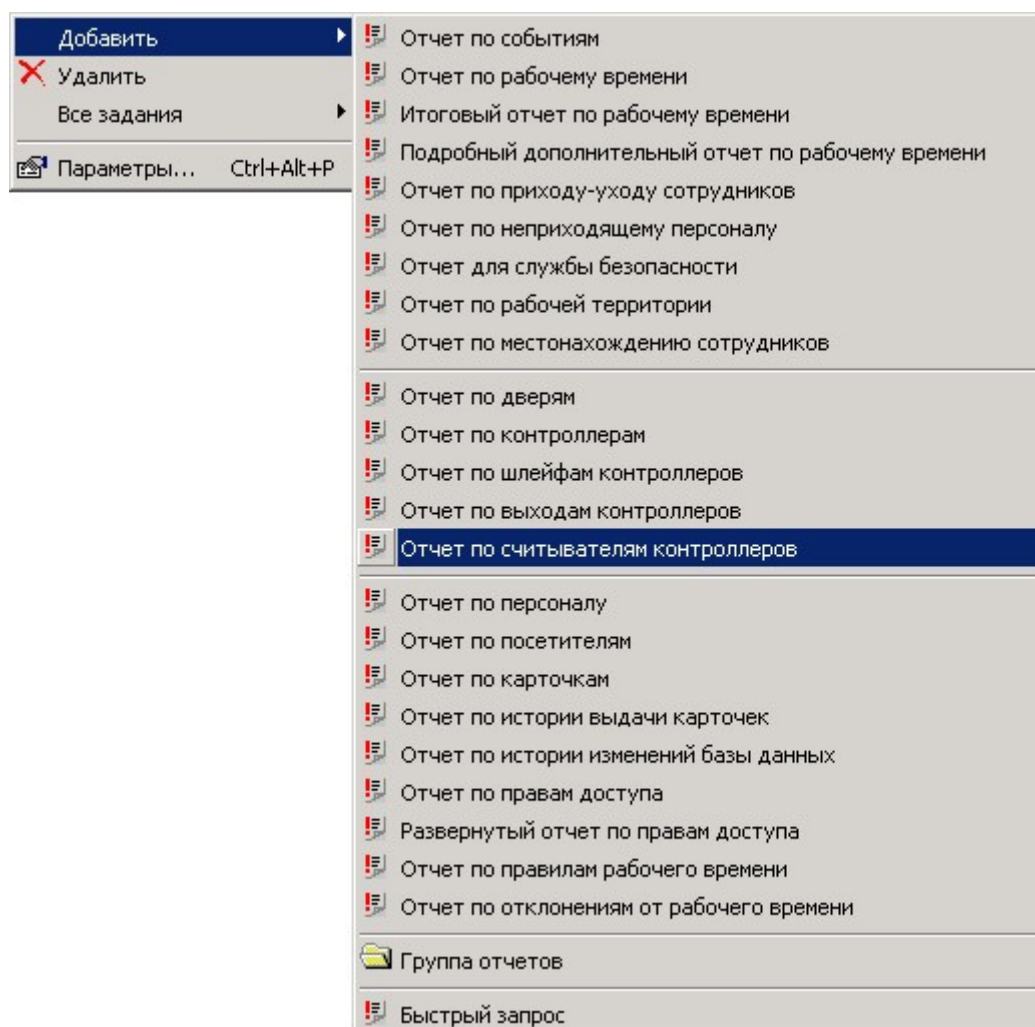 Добавить
Удалить
Все задания
Параметры... Ctrl+Alt+P
Отчет по событиям
Отчет по рабочему времени
Итоговый отчет по рабочему времени
Подробный дополнительный отчет по рабочему времени
Отчет по приходу-уходу сотрудников
Отчет по неприходящему персоналу
Отчет для службы безопасности
Отчет по рабочей территории
Отчет по местонахождению сотрудников
Отчет по дверям
Отчет по контроллерам
Отчет по шлейфам контроллеров
Отчет по выходам контроллеров
Отчет по считывателям контроллеров
Отчет по персоналу
Отчет по посетителям
Отчет по карточкам
Отчет по истории выдачи карточек
Отчет по истории изменений базы данных
Отчет по правам доступа
Развернутый отчет по правам доступа
Отчет по правилам рабочего времени
Отчет по отклонениям от рабочего времени
Группа отчетов
Быстрый запрос